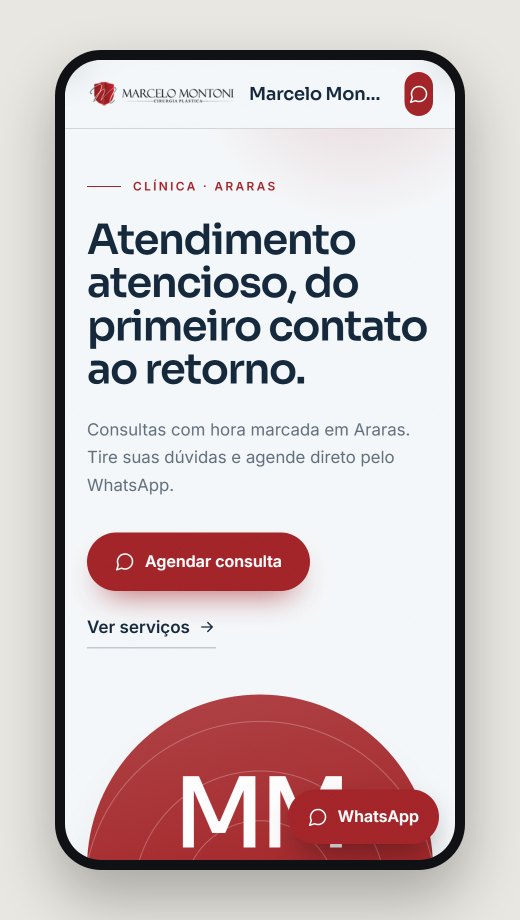 MARCELO MONTONI
CIRURGIA PLÁSTICA
Marcelo Mon...
CLÍNICA · ARARAS
Atendimento
atencioso, do
primeiro contato
ao retorno.
Consultas com hora marcada em Araras.
Tire suas dúvidas e agende direto pelo
WhatsApp.
Agendar consulta
Ver serviços →
MM
WhatsApp